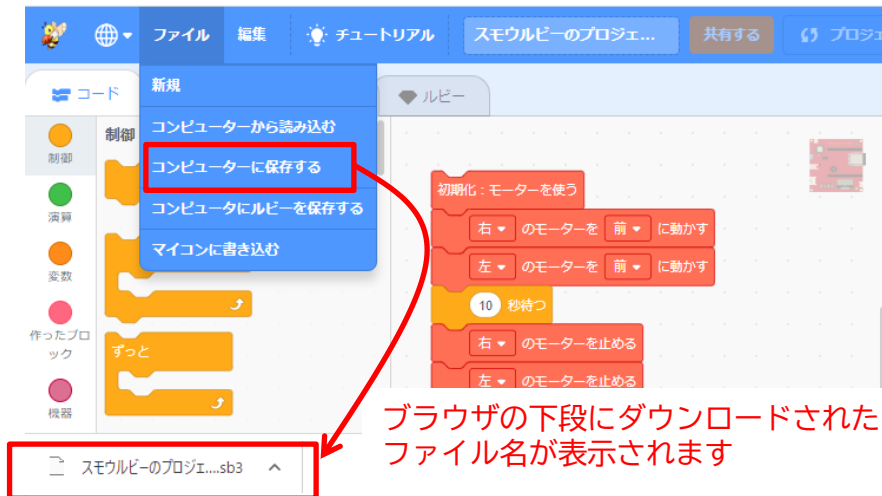 ファイル 編集 チュートリアル スモウルビーのプロジェ... 共有する
コード ルビー
新規
コンピューターから読み込む
コンピューターに保存する
コンピュータにルビーを保存する
マイコンに書き込む
制御
演算
変数
作ったブロ
ック
機器
制御
ずっと
初期化：モーターを使う
右 のモーターを 前 に動かす
左 のモーターを 前 に動かす
10 秒待つ
右 のモーターを止める
左 のモーターを止める
ブラウザの下段にダウンロードされた
ファイル名が表示されます
スモウルビーのプロジェ....sb3